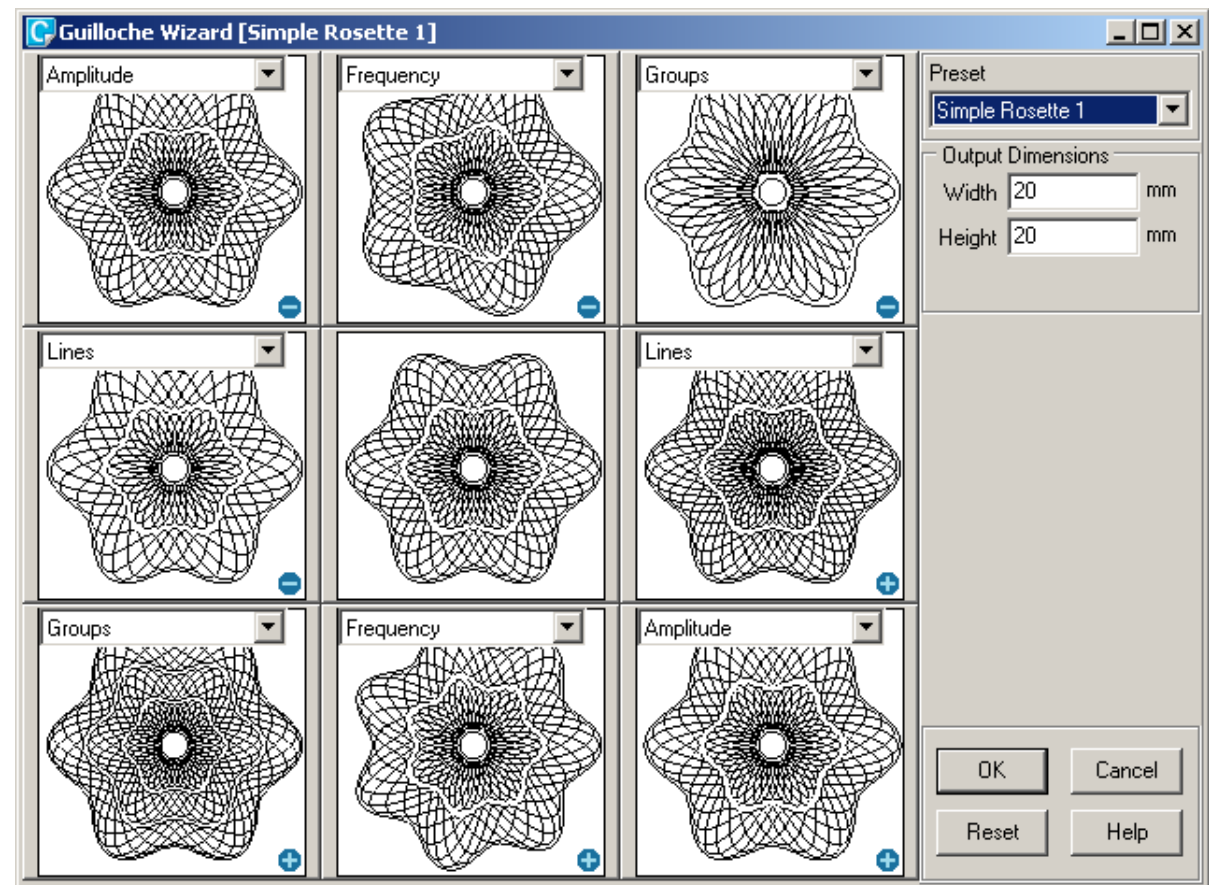 Guilloche Wizard [Simple Rosette 1]
Amplitude
Frequency
Groups
Preset
Simple Rosette 1
Output Dimensions
Width 20 mm
Height 20 mm
Lines
Lines
Groups
Frequency
Amplitude
OK Cancel
Reset Help